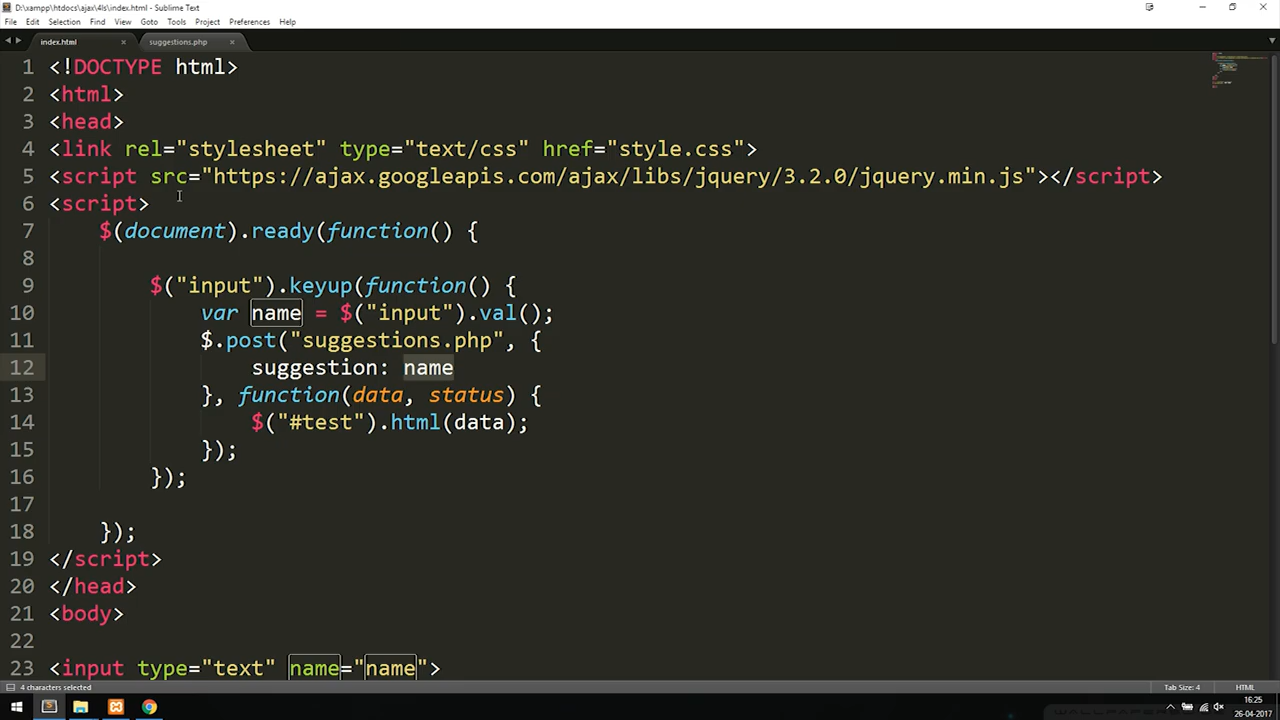 D:\xampp\htdocs\ajax\4ls\index.html - Sublime Text
File Edit Selection Find View Goto Tools Project Preferences Help
index.html × suggestions.php ×
1 <!DOCTYPE html>
2 <html>
3 <head>
4 <link rel="stylesheet" type="text/css" href="style.css">
5 <script src="https://ajax.googleapis.com/ajax/libs/jquery/3.2.0/jquery.min.js"></script>
6 <script>
7 $(document).ready(function() {
8
9 $("input").keyup(function() {
10 var name = $("input").val();
11 $.post("suggestions.php", {
12 suggestion: name
13 }, function(data, status) {
14 $("#test").html(data);
15 });
16 });
17
18 });
19 </script>
20 </head>
21 <body>
22
23 <input type="text" name="name">
4 characters selected Tab Size: 4 HTML
16:25
26-04-2017